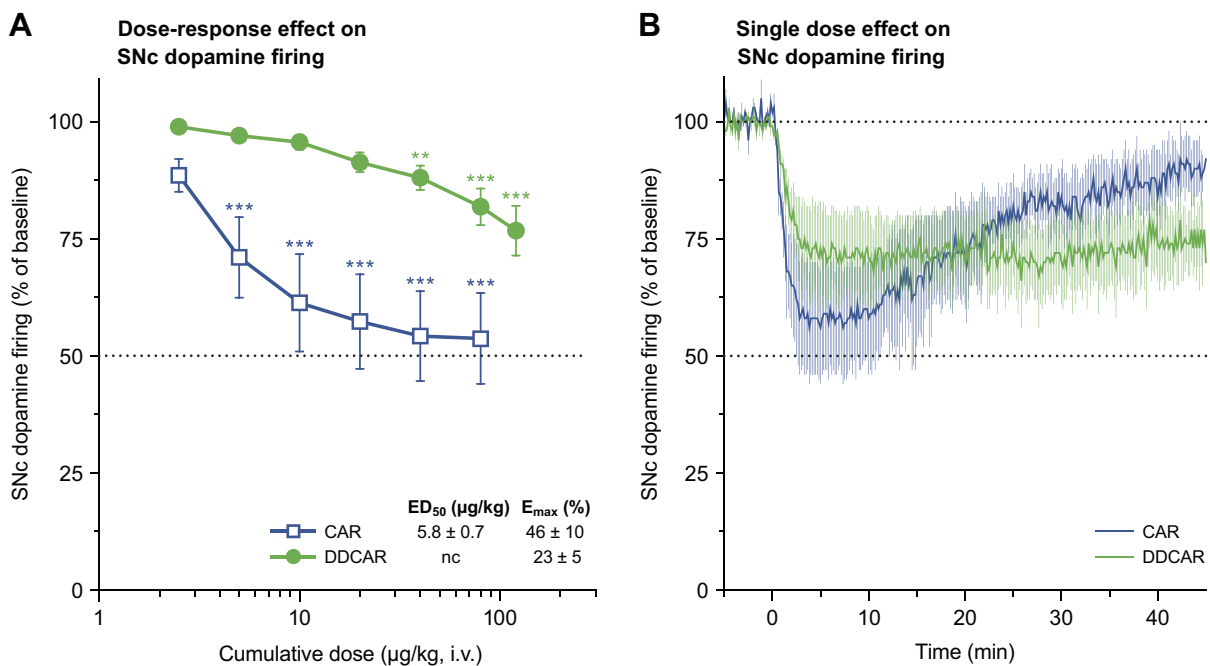 A
Dose-response effect on
SNc dopamine firing
SNc dopamine firing (% of baseline)
100
75
50
25
0
***
***
***
***
***
**
***
***
ED50 (µg/kg) Emax (%)
CAR 5.8 ± 0.7 46 ± 10
DDCAR nc 23 ± 5
1 10 100
Cumulative dose (µg/kg, i.v.)
B
Single dose effect on
SNc dopamine firing
SNc dopamine firing (% of baseline)
100
75
50
25
0
CAR
DDCAR
0 10 20 30 40
Time (min)